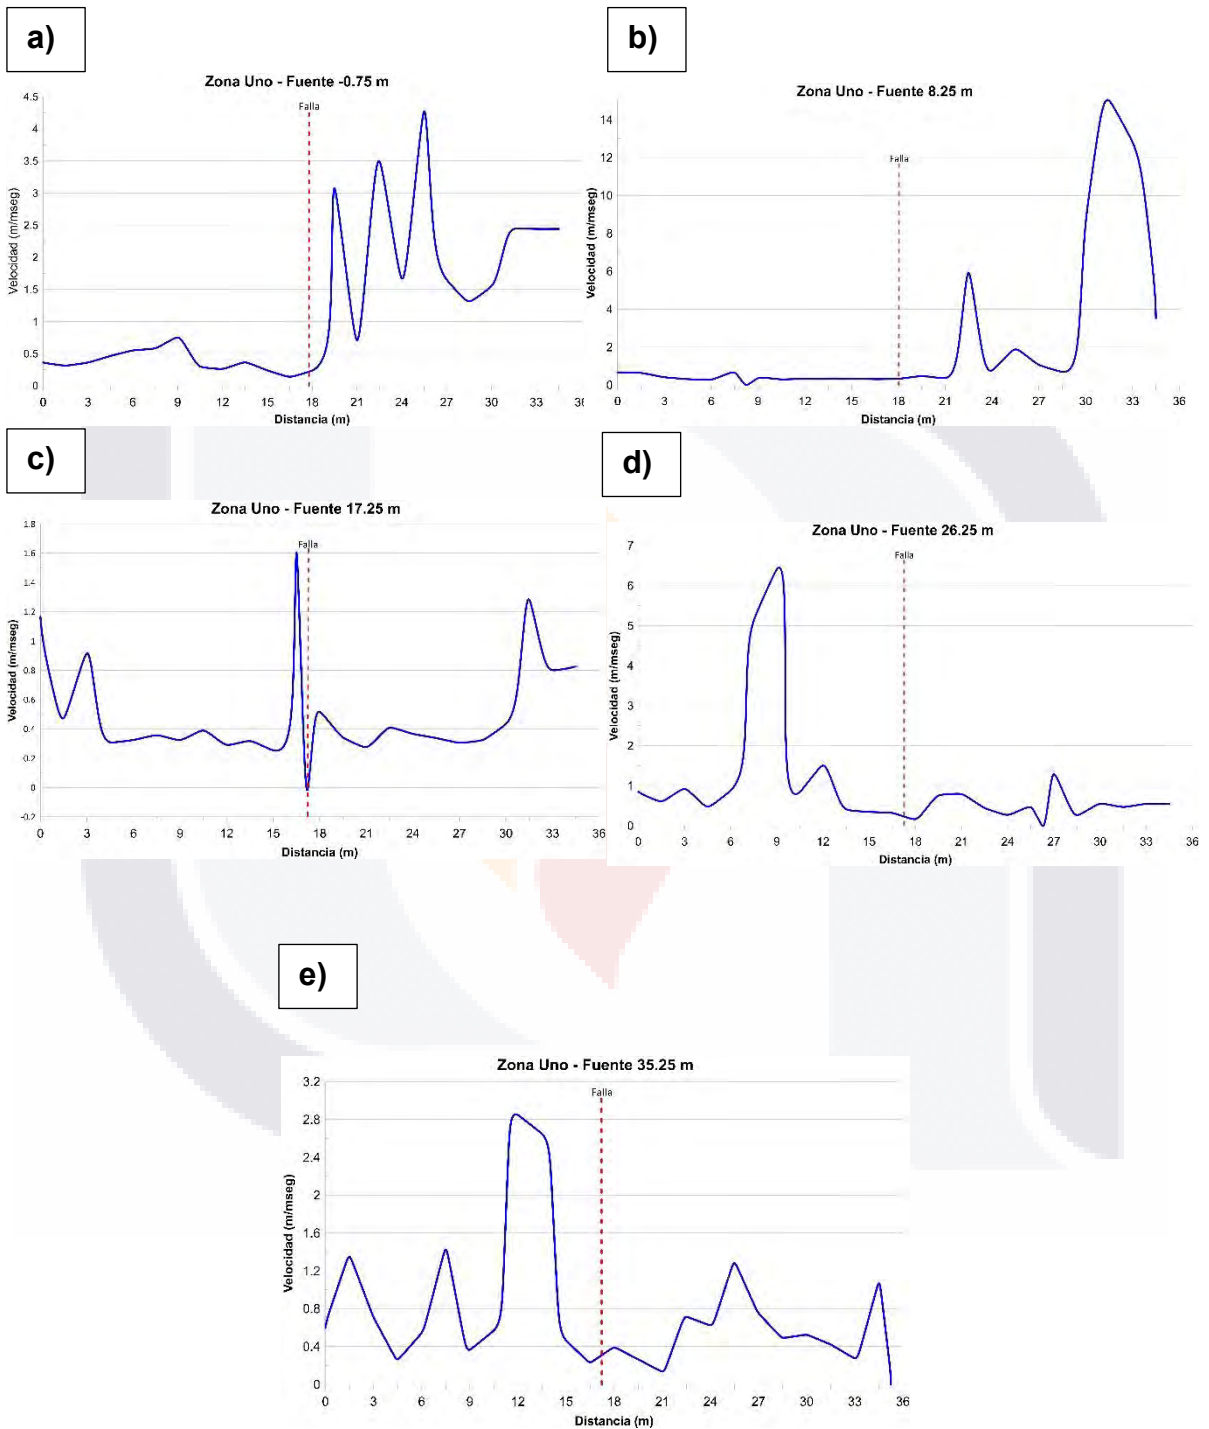 a)
Zona Uno - Fuente -0.75 m
Falla
Velocidad (m/mseg)
4.5
4
3.5
3
2.5
2
1.5
1
0.5
0
0 3 6 9 12 15 18 21 24 27 30 33
Distancia (m)
b)
Zona Uno - Fuente 8.25 m
Falla
Velocidad (m/mseg)
14
12
10
8
6
4
2
0
0 3 6 9 12 15 18 21 24 27 30 33 36
Distancia (m)
c)
Zona Uno - Fuente 17.25 m
Falla
Velocidad (m/mseg)
1.8
1.6
1.4
1.2
1
0.8
0.6
0.4
0.2
0
-0.2
0 3 6 9 12 15 18 21 24 27 30 33 36
Distancia (m)
d)
Zona Uno - Fuente 26.25 m
Falla
Velocidad (m/mseg)
7
6
5
4
3
2
1
0
0 3 6 9 12 15 18 21 24 27 30 33 36
Distancia (m)
e)
Zona Uno - Fuente 35.25 m
Falla
Velocidad (m/mseg)
3.2
2.8
2.4
2
1.6
1.2
0.8
0.4
0
0 3 6 9 12 15 18 21 24 27 30 33 36
Distancia (m)